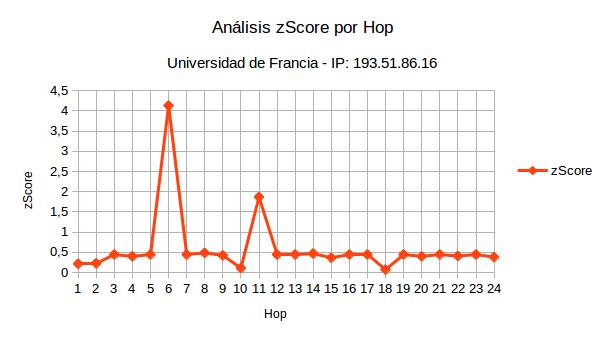 Análisis zScore por Hop
Universidad de Francia - IP: 193.51.86.16
4,5
4
3,5
3
2,5
2
1,5
1
0,5
0
zScore
zScore
1 2 3 4 5 6 7 8 9 10 11 12 13 14 15 16 17 18 19 20 21 22 23 24
Hop